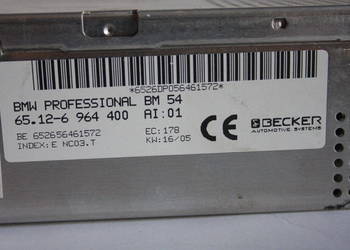 *6526DP056461572*
BMW PROFESSIONAL BM 54
65.12-6 964 400 AI:01
BE 652656461572 EC:178
INDEX:E NC03.T KW:16/05
CE
BECKER
AUTOMOTIVE SYSTEMS